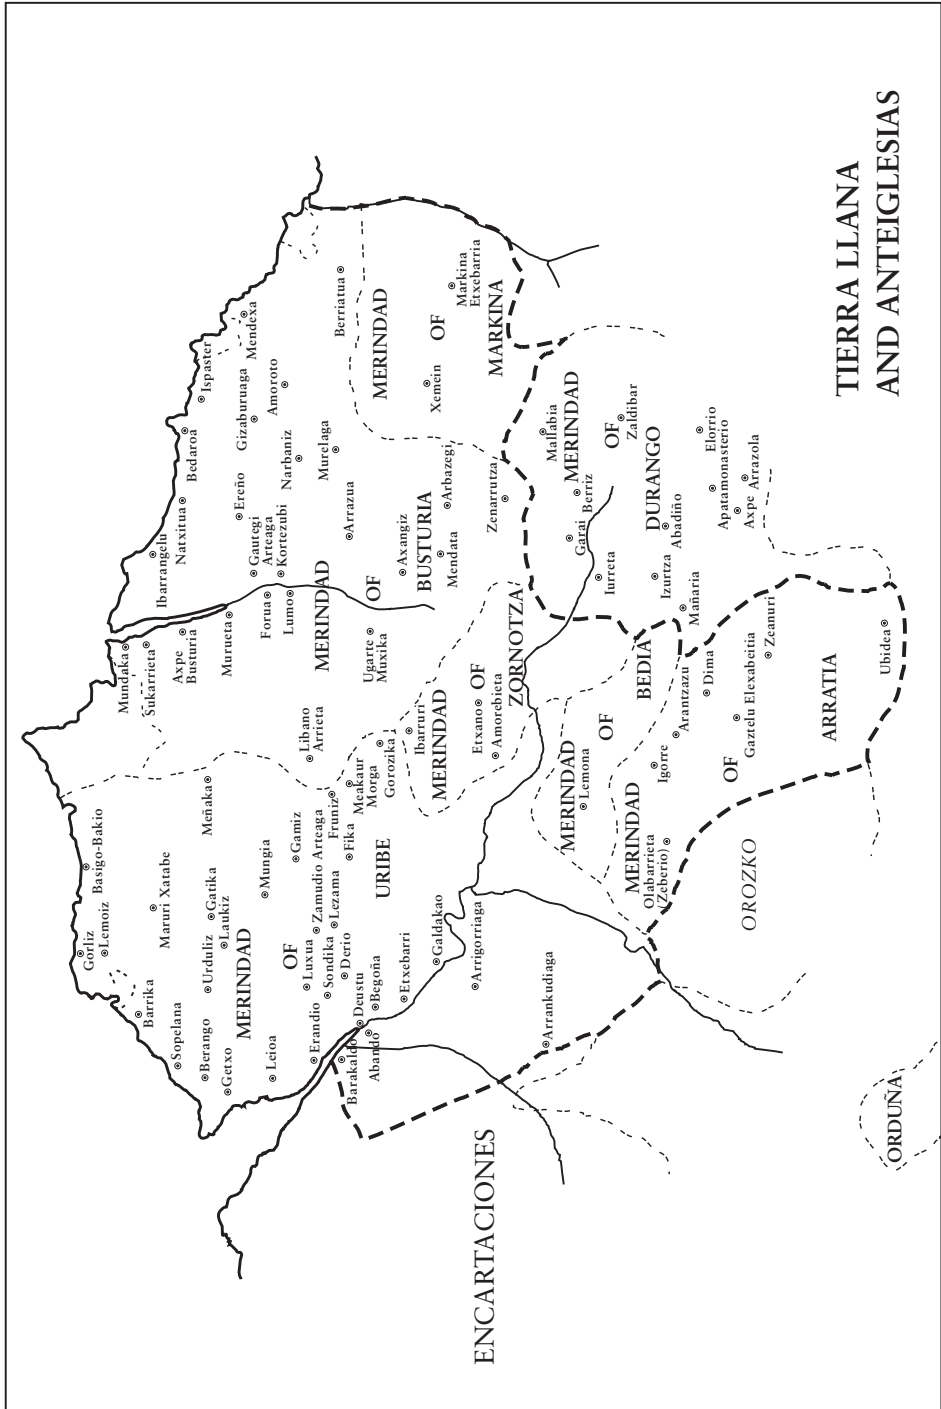 TIERRA LLANA
AND ANTEIGLESIAS
Gorliz
Lemoiz
Basigo-Bakio
Barrika
Maruri Xatabe
Sopelana
Urduliz
Gatika
Meñaka
Berango
Laukiz
Getxo
MERINDAD
OF
URIBE
Mungia
Leioa
Gamiz
Erandio
Luxua
Zamudio
Arteaga
Fruniz
Sondika
Lezama
Fika
Derio
Meakaur
Morga
Gorozika
Barakaldo
Deustu
Begoña
Abando
Etxebarri
Galdakao
Arrigorriaga
Arrankudiaga
Mundaka
Sukarrieta
Axpe
Busturia
Murueta
Forua
Lumo
Libano
Arrieta
Ugarte
Muxika
Ibarrangelu
Natxitua
Bedaroa
Ispaster
Ereño
Gautegi
Arteaga
Kortezubi
Gizaburuaga
Mendexa
Amoroto
Narbaniz
Murelaga
Berriatua
Arrazua
Axangiz
Mendata
Arbazegi
MERINDAD
OF
BUSTURIA
Zenarrutza
Xemein
Markina
Etxebarria
MERINDAD
OF
MARKINA
Ibarruri
Etxano
Amorebieta
MERINDAD
OF
ZORNOTZA
Mallabia
Berriz
Garai
Zaldibar
Iurreta
Izurtza
Abadiño
Mañaria
Elorrio
Apatamonasterio
Axpe
Arrazola
MERINDAD
OF
DURANGO
MERINDAD
OF
BEDIA
Lemona
MERINDAD
OF
ARRATIA
Olabarrieta
(Zeberio)
Igorre
Arantzazu
Dima
Gaztelu Elexabeitia
Zeanuri
Ubidea
OROZKO
ORDUÑA
ENCARTACIONES